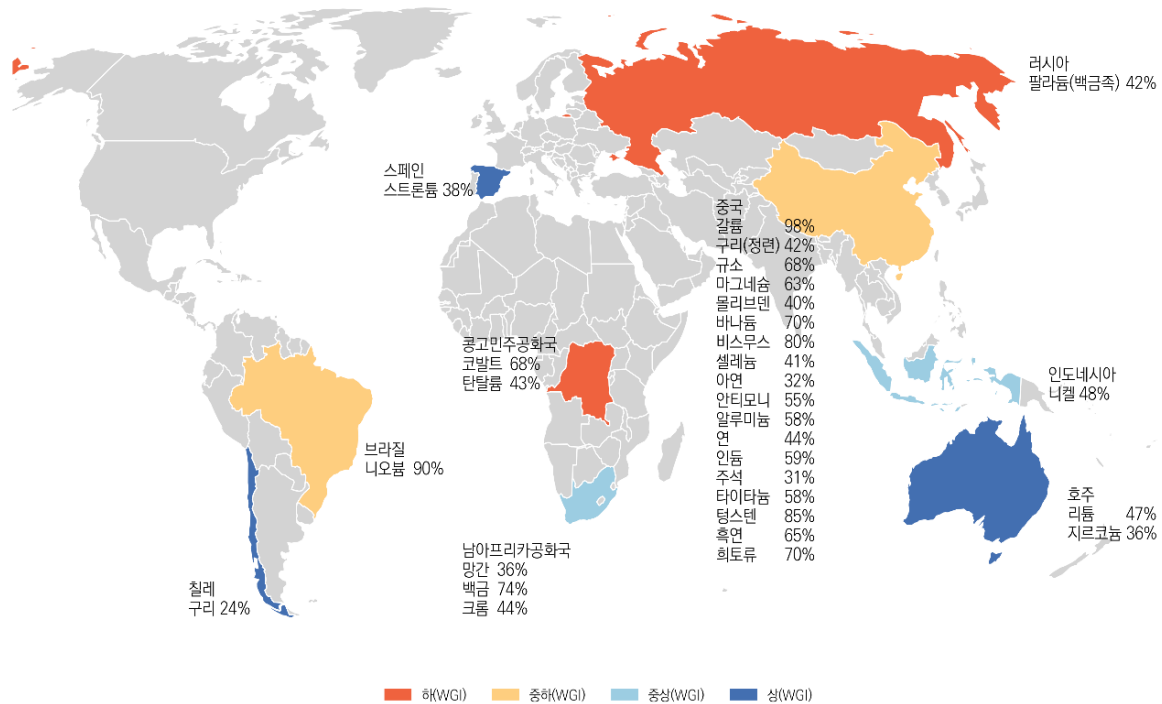 러시아
팔라듐(백금족) 42%
스페인
스트론튬 38%
중국
갈륨 98%
구리(정련) 42%
규소 68%
마그네슘 63%
몰리브덴 40%
바나듐 70%
비스무스 80%
셀레늄 41%
아연 32%
안티모니 55%
알루미늄 58%
연 44%
인듐 59%
주석 31%
타이타늄 58%
텅스텐 85%
흑연 65%
희토류 70%
콩고민주공화국
코발트 68%
탄탈륨 43%
인도네시아
니켈 48%
브라질
니오븀 90%
호주
리튬 47%
지르코늄 36%
남아프리카공화국
망간 36%
백금 74%
크롬 44%
칠레
구리 24%
하(WGI) 중하(WGI) 중상(WGI) 상(WGI)